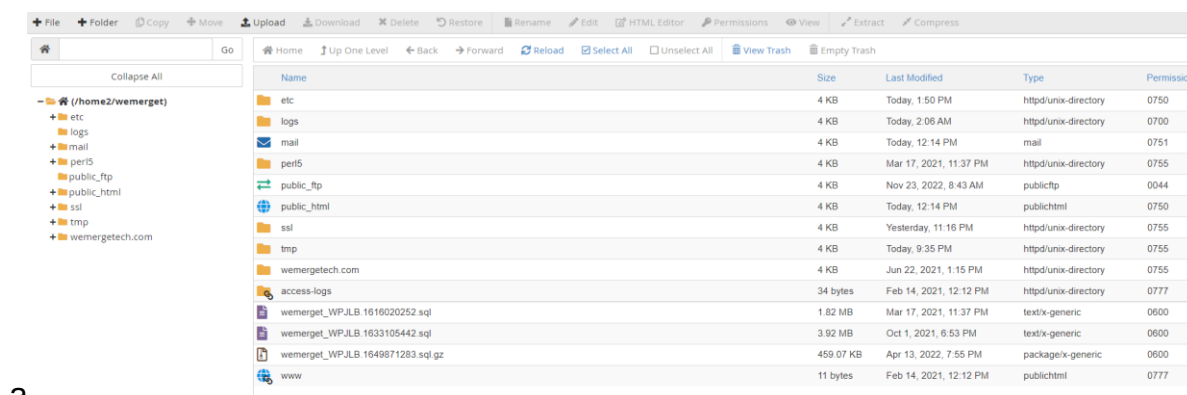 + File + Folder Copy Move Upload Download Delete Restore Rename Edit HTML Editor Permissions View Extract Compress
Go Home Up One Level Back Forward Reload Select All Unselect All View Trash Empty Trash
Collapse All
(/home2/wemerget)
etc
logs
mail
perl5
public_ftp
public_html
ssl
tmp
wemergetech.com
Name Size Last Modified Type
etc 4 KB Today, 1:50 PM httpd/unix-directory 0750
logs 4 KB Today, 2:06 AM httpd/unix-directory 0700
mail 4 KB Today, 12:14 PM mail 0751
perl5 4 KB Mar 17, 2021, 11:37 PM httpd/unix-directory 0755
public_ftp 4 KB Nov 23, 2022, 8:43 AM publicftp 0044
public_html 4 KB Today, 12:14 PM publichtml 0750
ssl 4 KB Yesterday, 11:16 PM httpd/unix-directory 0755
tmp 4 KB Today, 9:35 PM httpd/unix-directory 0755
wemergetech.com 4 KB Jun 22, 2021, 1:15 PM httpd/unix-directory 0755
access-logs 34 bytes Feb 14, 2021, 12:12 PM httpd/unix-directory 0777
wemerget_WPJLB.1616020252.sql 1.82 MB Mar 17, 2021, 11:37 PM text/x-generic 0600
wemerget_WPJLB.1633105442.sql 3.92 MB Oct 1, 2021, 6:53 PM text/x-generic 0600
wemerget_WPJLB.1649871283.sql.gz 459.07 KB Apr 13, 2022, 7:55 PM package/x-generic 0600
www 11 bytes Feb 14, 2021, 12:12 PM publichtml 0777